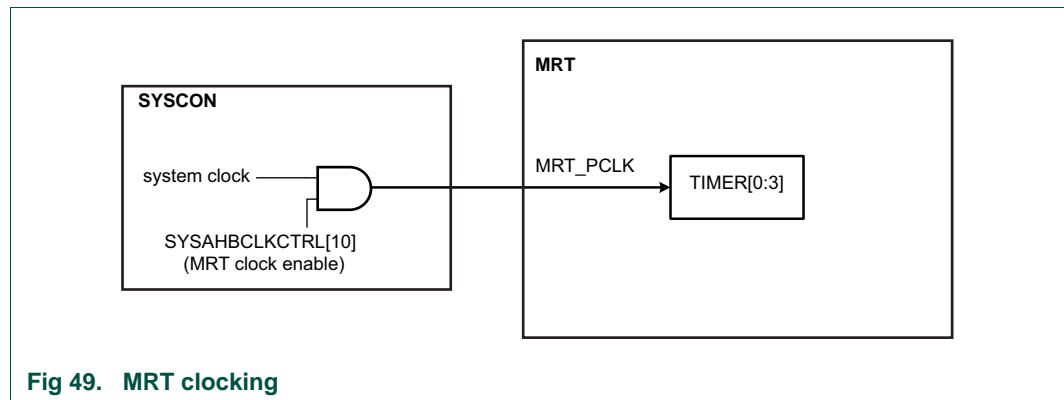 SYSCON
system clock
SYSAHBCLKCTRL[10]
(MRT clock enable)
MRT
MRT_PCLK
TIMER[0:3]
Fig 49. MRT clocking